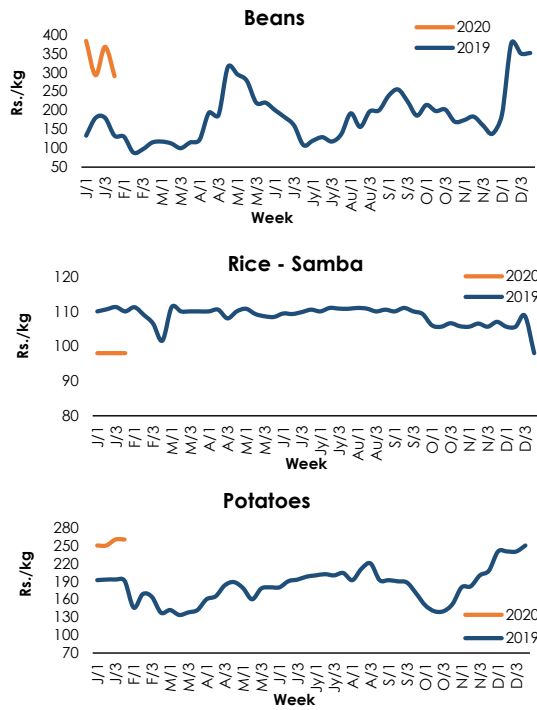 Beans
400
350
300
250
200
150
100
50
Rs./kg
2020
2019
J/1
J/3
F/1
F/3
M/1
M/3
A/1
A/3
M/1
M/3
J/1
J/3
Jy/1
Jy/3
Au/1
Au/3
S/1
S/3
O/1
O/3
N/1
N/3
D/1
D/3
Week
Rice - Samba
120
110
100
90
80
Rs./kg
2020
2019
J/1
J/3
F/1
F/3
M/1
M/3
A/1
A/3
M/1
M/3
J/1
J/3
Jy/1
Jy/3
Au/1
Au/3
S/1
S/3
O/1
O/3
N/1
N/3
D/1
D/3
Week
Potatoes
280
250
220
190
160
130
100
70
Rs./kg
2020
2019
J/1
J/3
F/1
F/3
M/1
M/3
A/1
A/3
M/1
M/3
J/1
J/3
Jy/1
Jy/3
Au/1
Au/3
S/1
S/3
O/1
O/3
N/1
N/3
D/1
D/3
Week